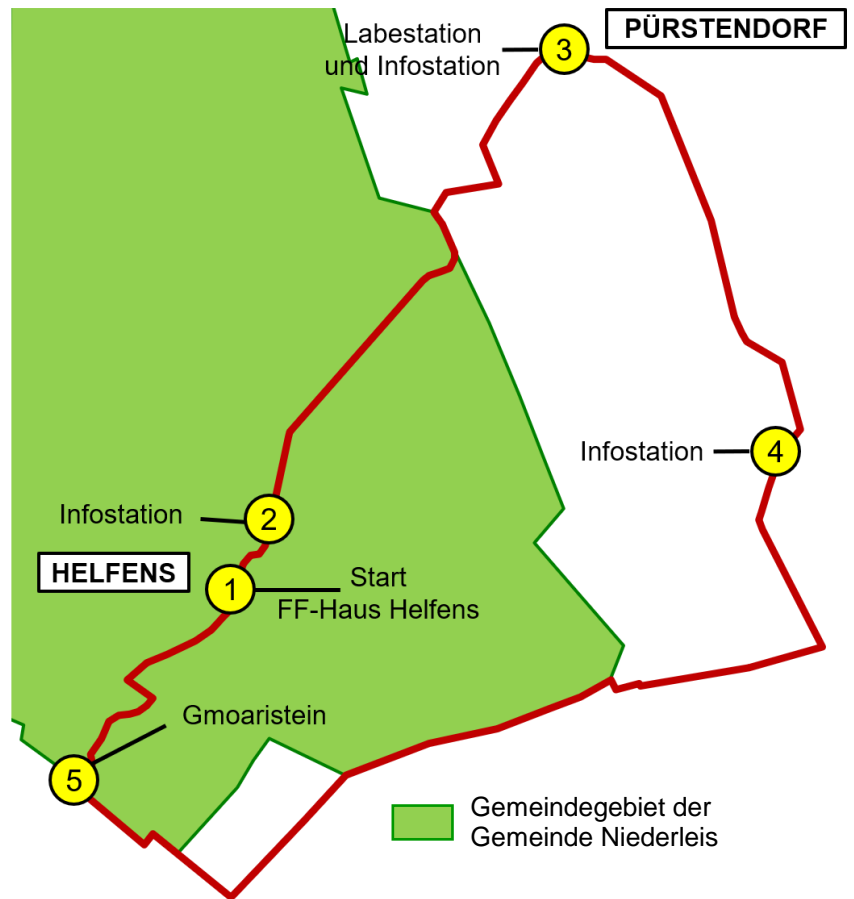 Labestation
und Infostation
3
PÜRSTENDORF
Infostation
4
Infostation
2
HELFENS
1
Start
FF-Haus Helfens
Gmoaristein
5
Gemeindegebiet der
Gemeinde Niederleis